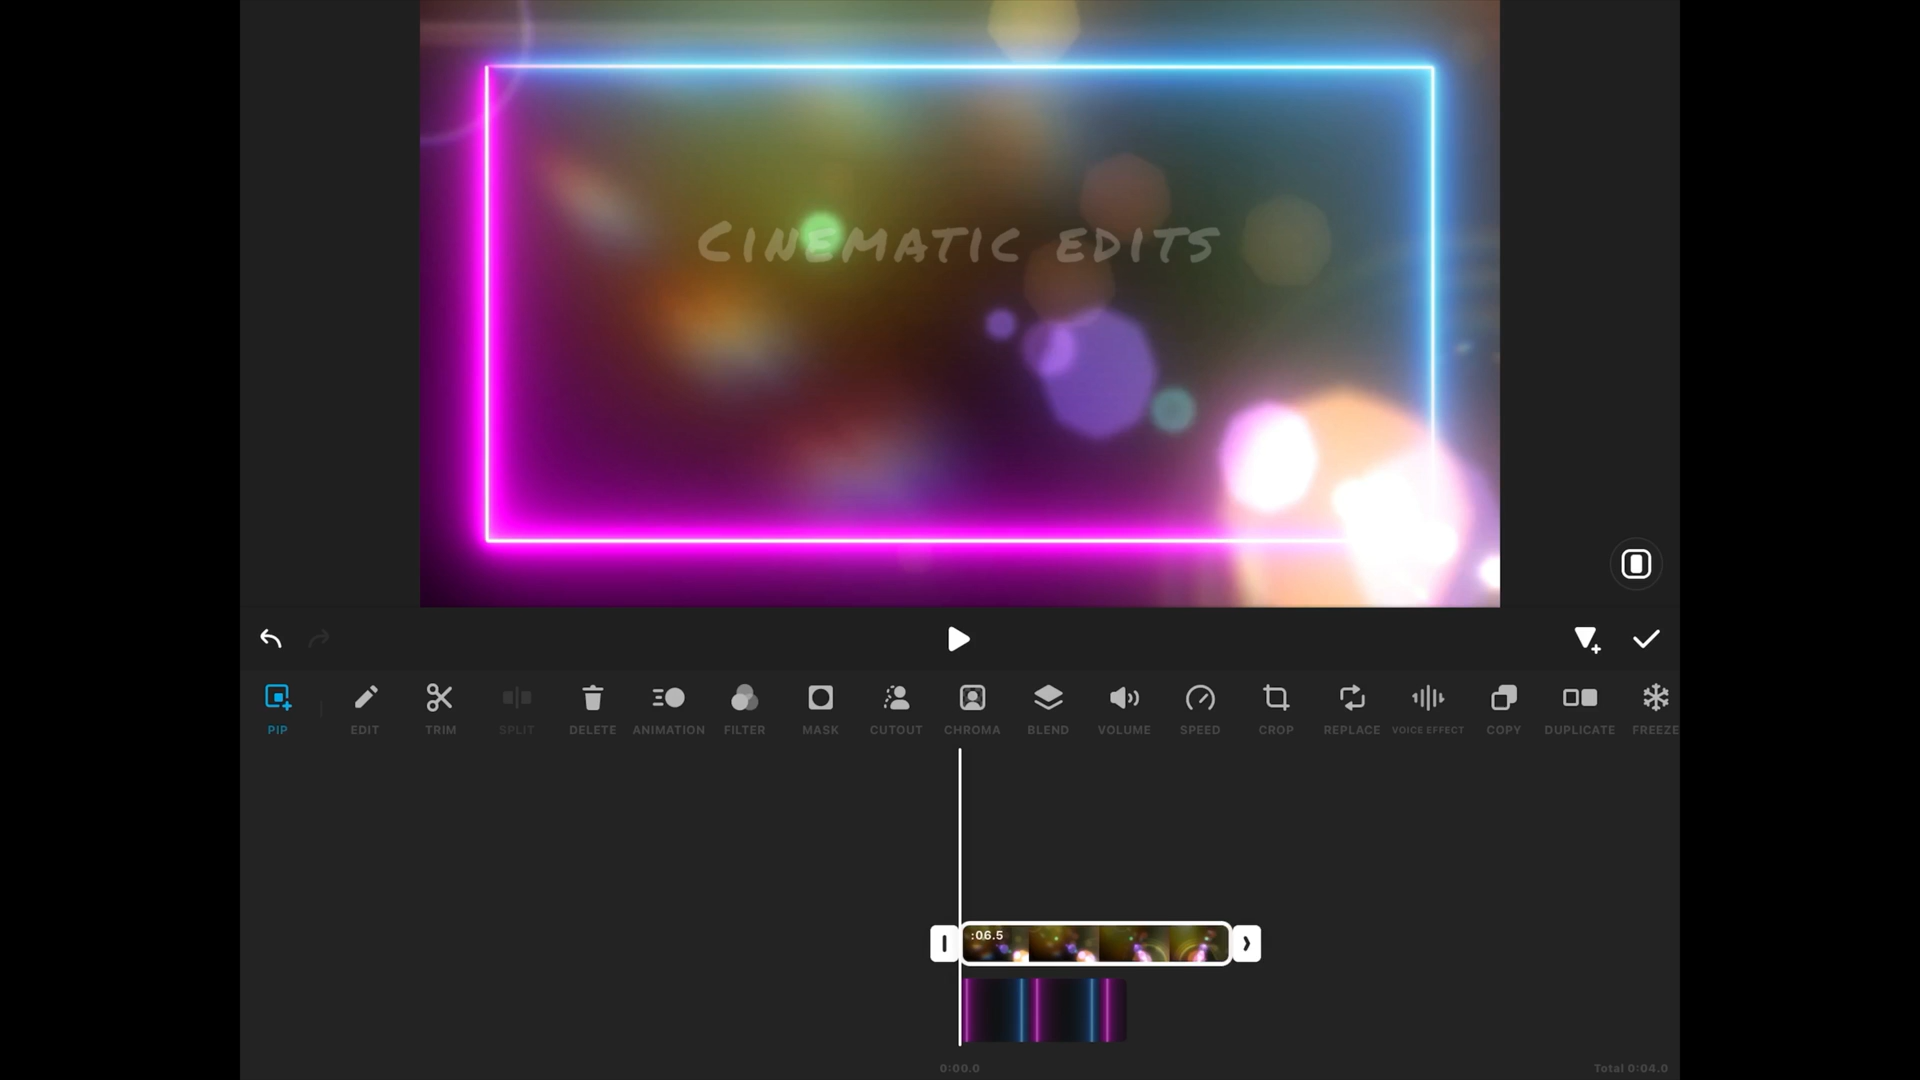 CINEMATIC EDITS
PIP
EDIT
TRIM
SPLIT
DELETE
ANIMATION
FILTER
MASK
CUTOUT
CHROMA
BLEND
VOLUME
SPEED
CROP
REPLACE
VOICE EFFECT
COPY
DUPLICATE
FREEZE
:06.5
0:00.0
Total 0:04.0